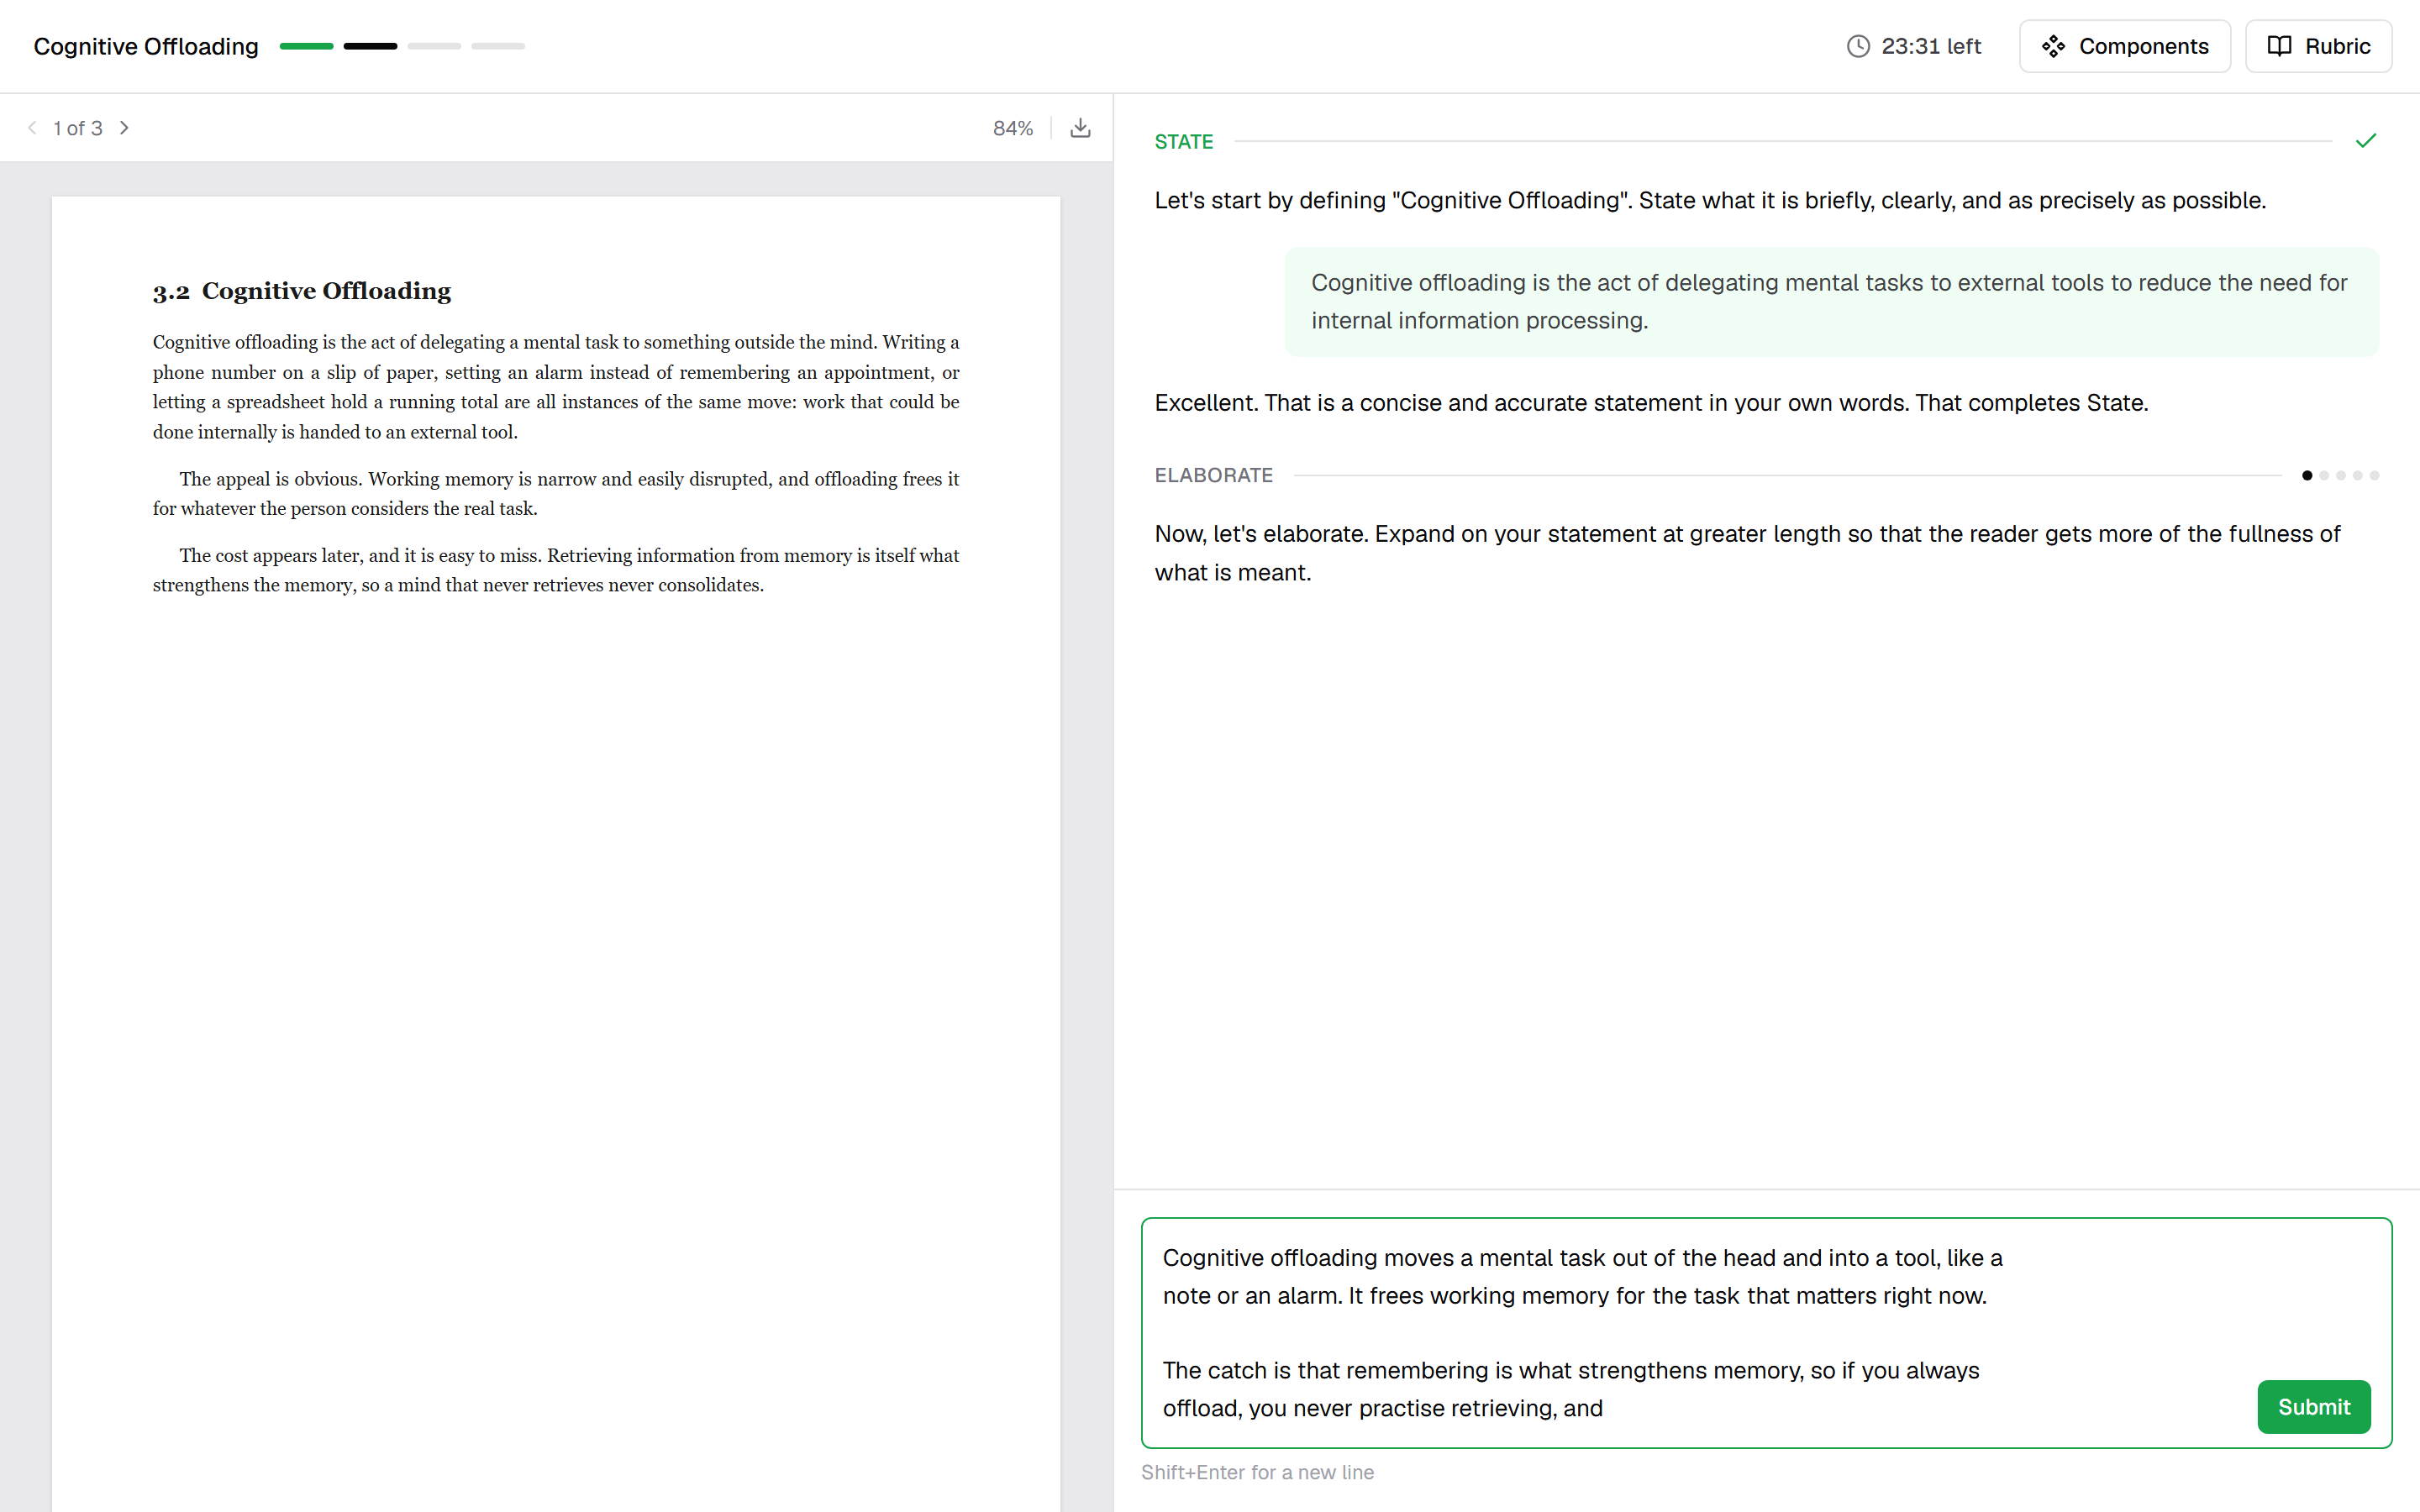 Cognitive Offloading
23:31 left
Components
Rubric
1 of 3
84%
3.2 Cognitive Offloading
Cognitive offloading is the act of delegating a mental task to something outside the mind. Writing a
phone number on a slip of paper, setting an alarm instead of remembering an appointment, or
letting a spreadsheet hold a running total are all instances of the same move: work that could be
done internally is handed to an external tool.
The appeal is obvious. Working memory is narrow and easily disrupted, and offloading frees it
for whatever the person considers the real task.
The cost appears later, and it is easy to miss. Retrieving information from memory is itself what
strengthens the memory, so a mind that never retrieves never consolidates.
STATE
Let's start by defining "Cognitive Offloading". State what it is briefly, clearly, and as precisely as possible.
Cognitive offloading is the act of delegating mental tasks to external tools to reduce the need for
internal information processing.
Excellent. That is a concise and accurate statement in your own words. That completes State.
ELABORATE
Now, let's elaborate. Expand on your statement at greater length so that the reader gets more of the fullness of
what is meant.
Cognitive offloading moves a mental task out of the head and into a tool, like a
note or an alarm. It frees working memory for the task that matters right now.
The catch is that remembering is what strengthens memory, so if you always
offload, you never practise retrieving, and
Submit
Shift+Enter for a new line